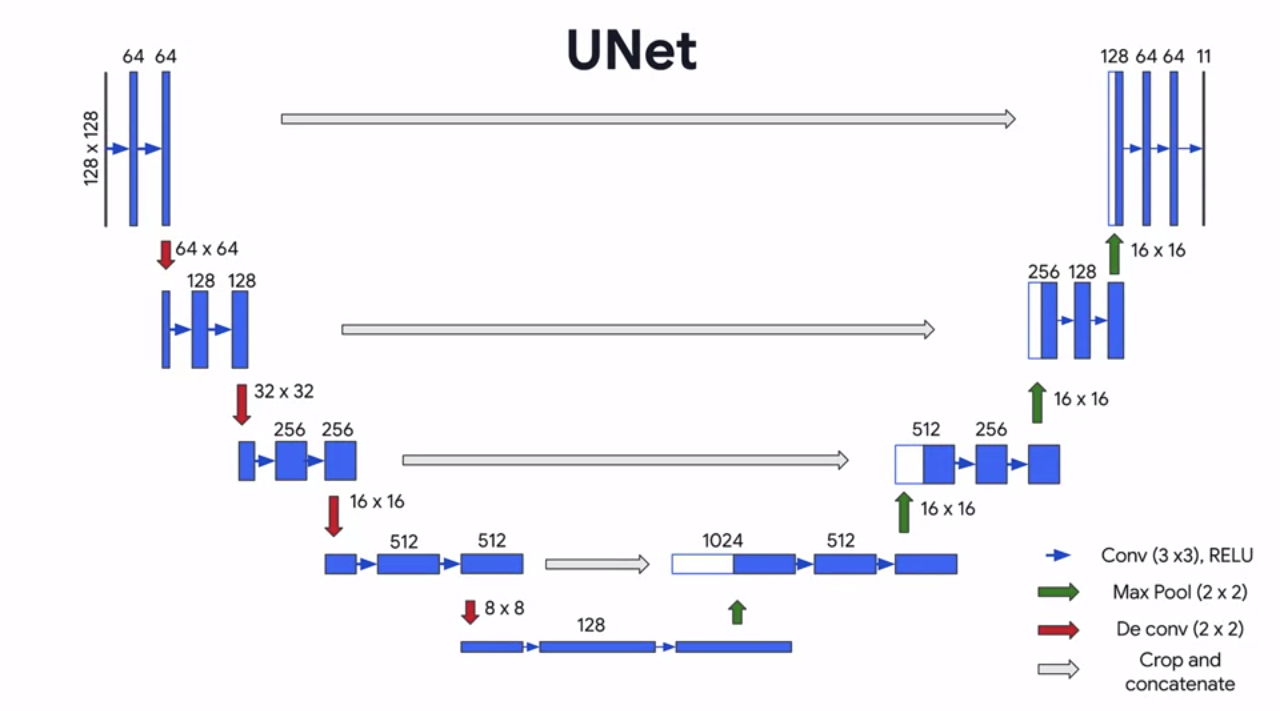 UNet
64 64
128 64 64 11
128 x 128
64 x 64
16 x 16
128 128
256 128
32 x 32
16 x 16
256 256
512 256
16 x 16
16 x 16
512 512
1024 512
8 x 8
128
Conv (3 x3), RELU
Max Pool (2 x 2)
De conv (2 x 2)
Crop and
concatenate